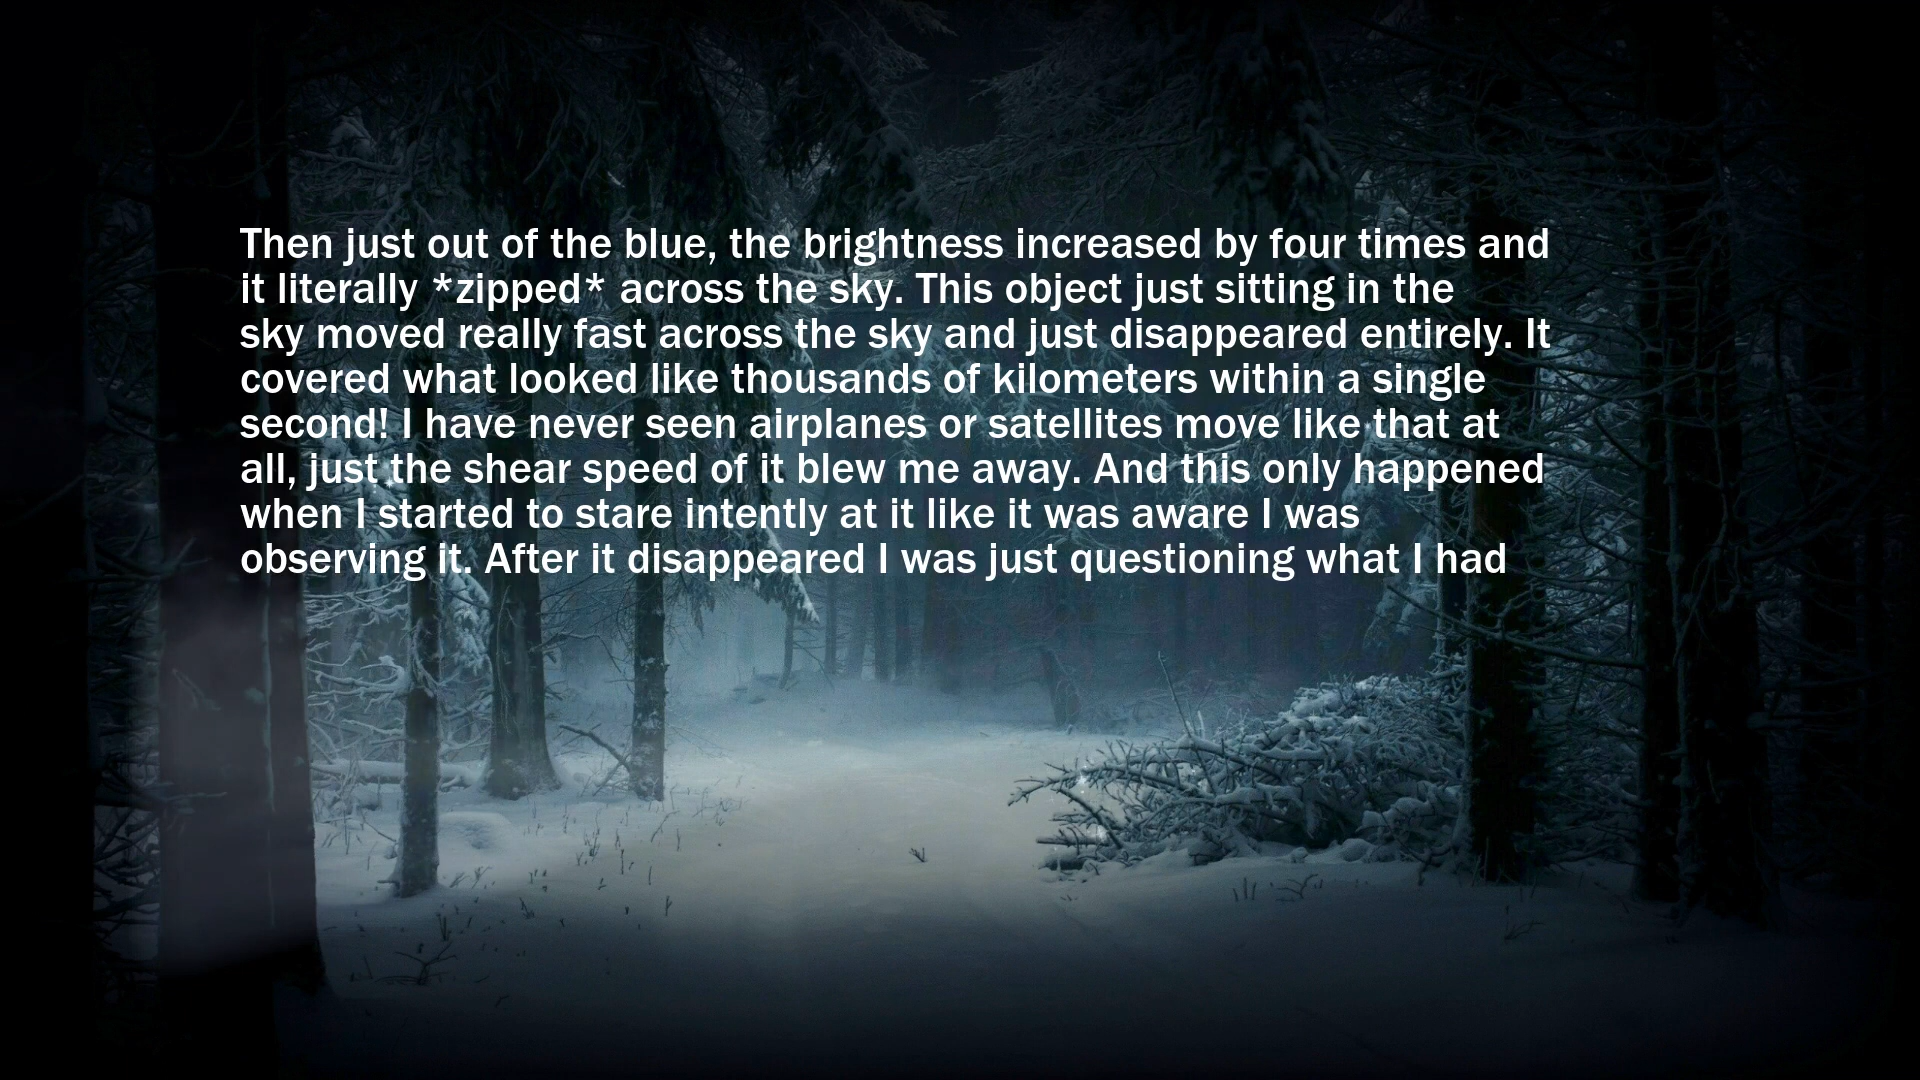 Then just out of the blue, the brightness increased by four times and
it literally *zipped* across the sky. This object just sitting in the
sky moved really fast across the sky and just disappeared entirely. It
covered what looked like thousands of kilometers within a single
second! I have never seen airplanes or satellites move like that at
all, just the shear speed of it blew me away. And this only happened
when I started to stare intently at it like it was aware I was
observing it. After it disappeared I was just questioning what I had